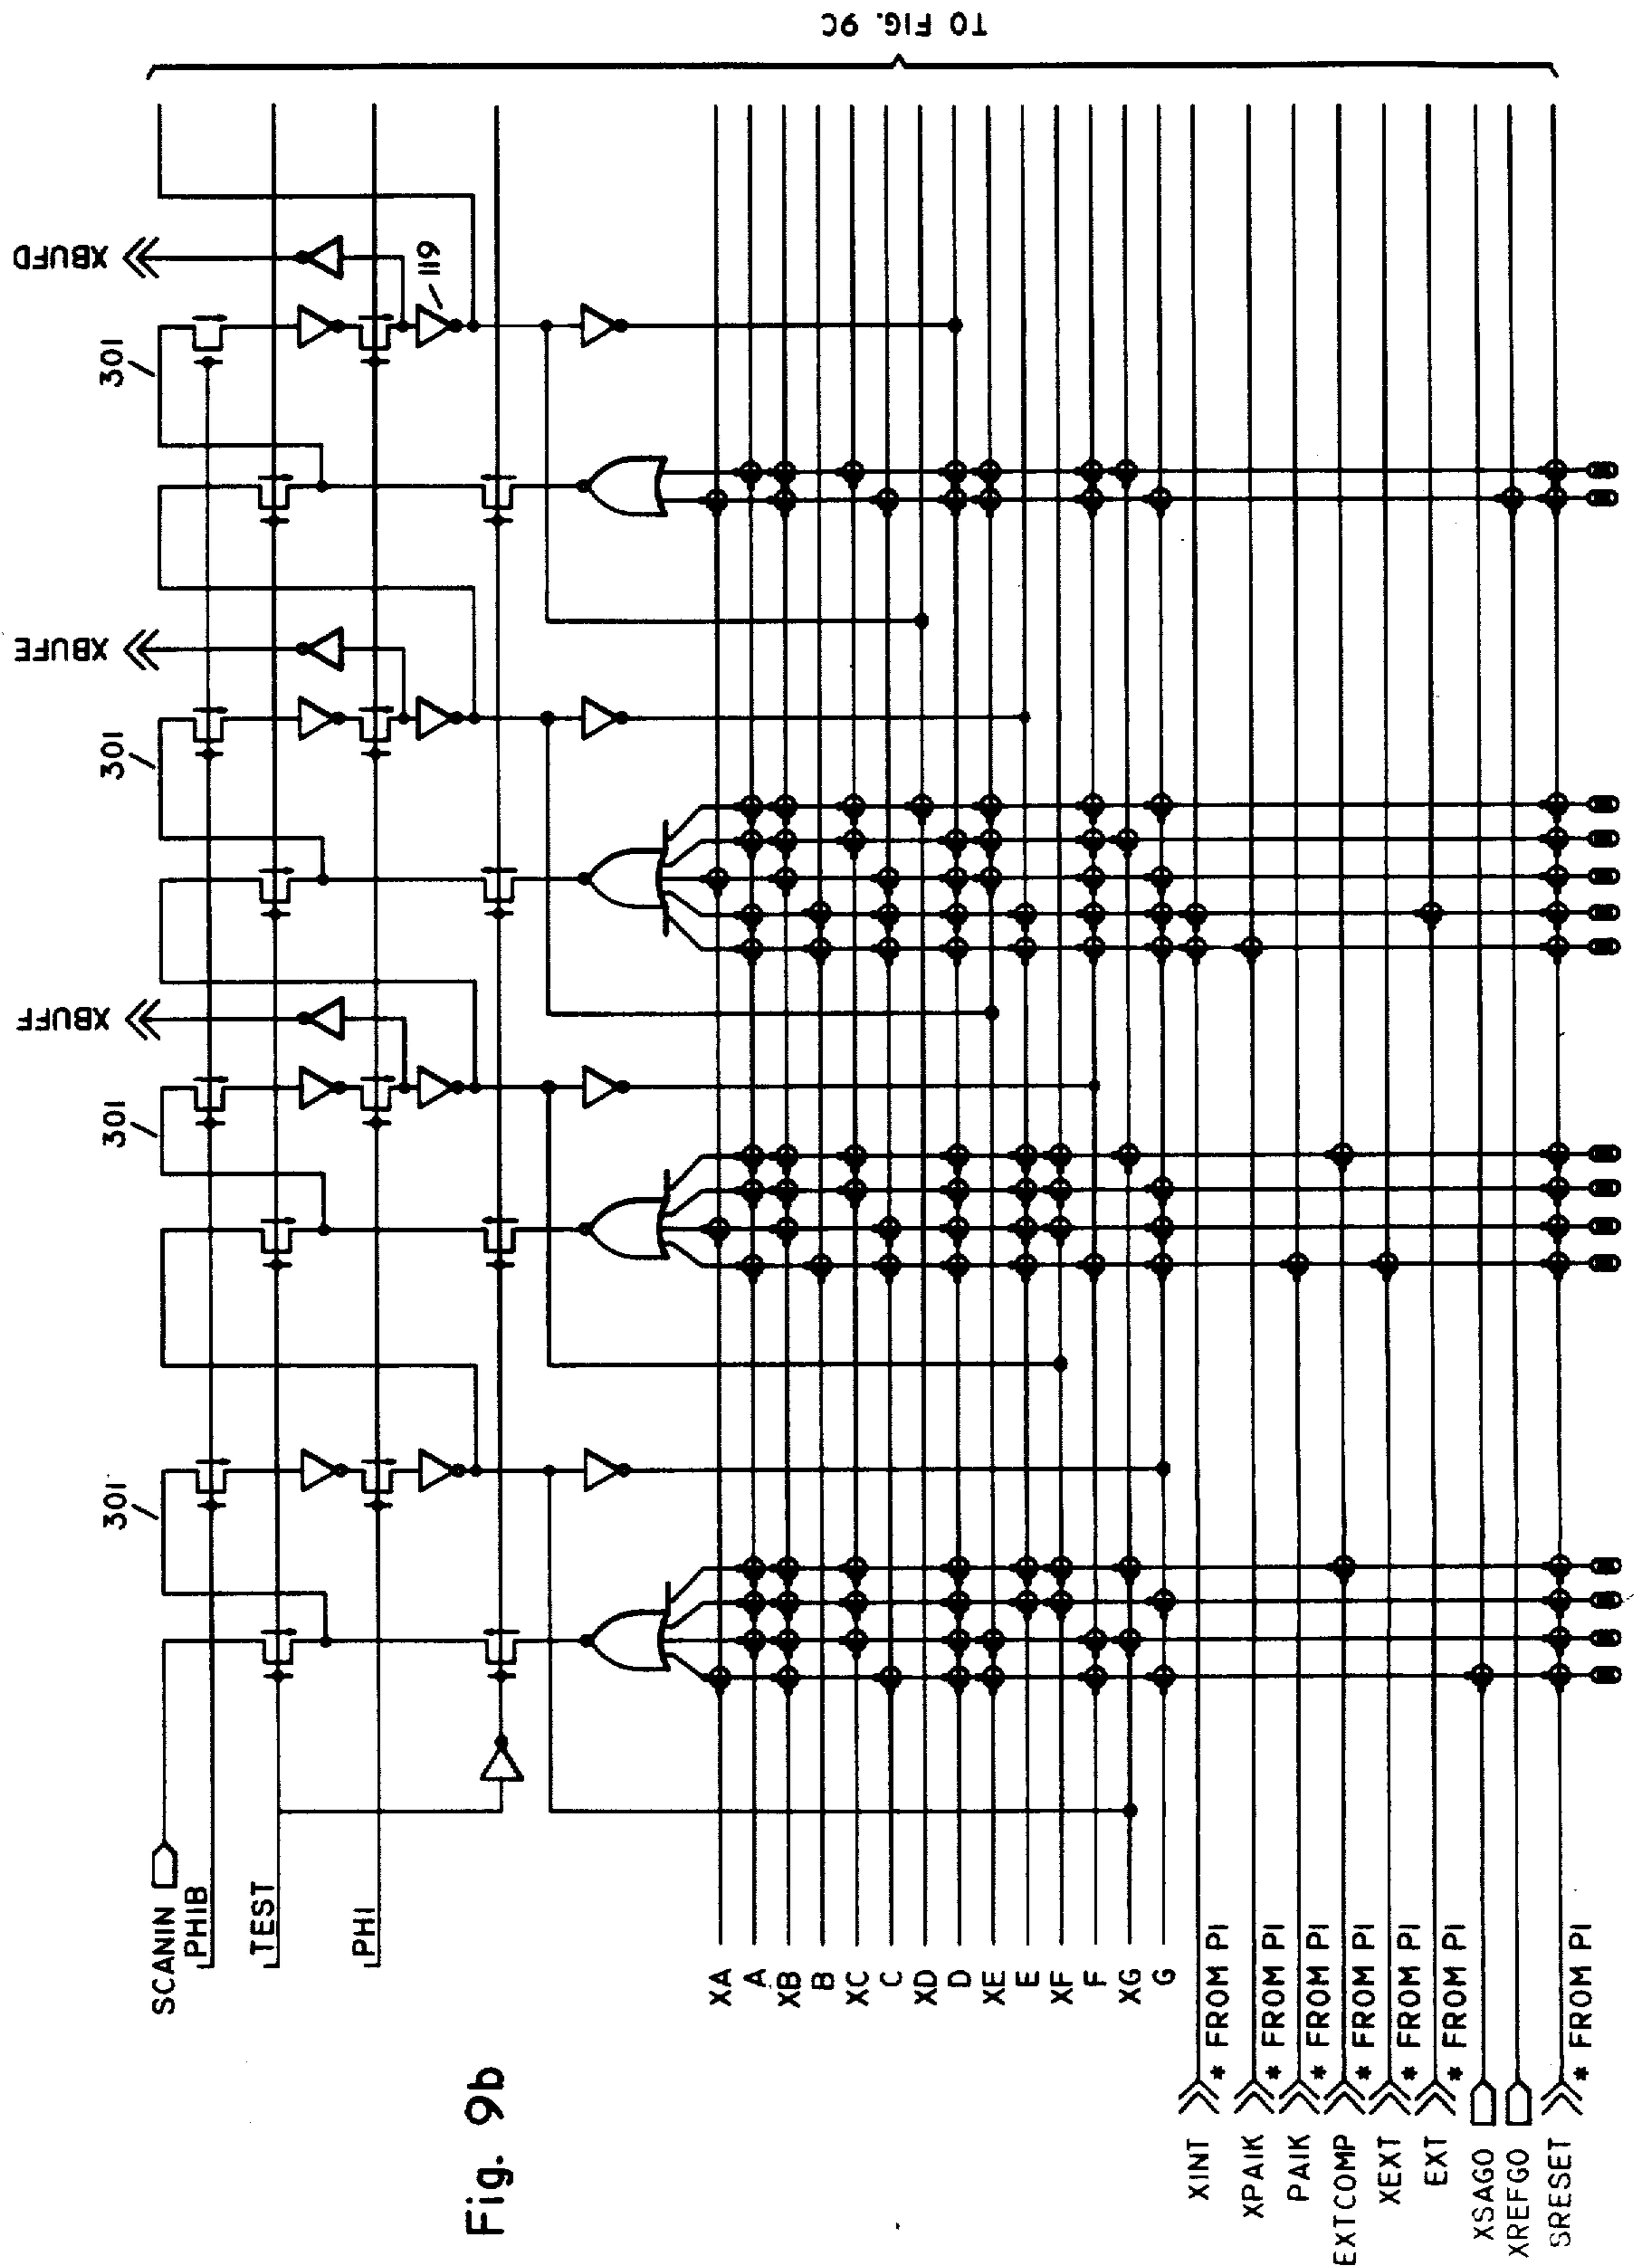 TO FIG. 9C
XBUFD
XBUFE
XBUFF
301
119
301
301
301
SCANIN
PHIB
TEST
PHI
XA
A
XB
B
XC
C
XD
D
XE
E
XF
F
XG
G
XINT
* FROM PI
XPAIK
* FROM PI
PAIK
* FROM PI
EXTCOMP
* FROM PI
XEXT
* FROM PI
EXT
* FROM PI
XSAGO
XREFGO
SRESET
* FROM PI
Fig. 9b